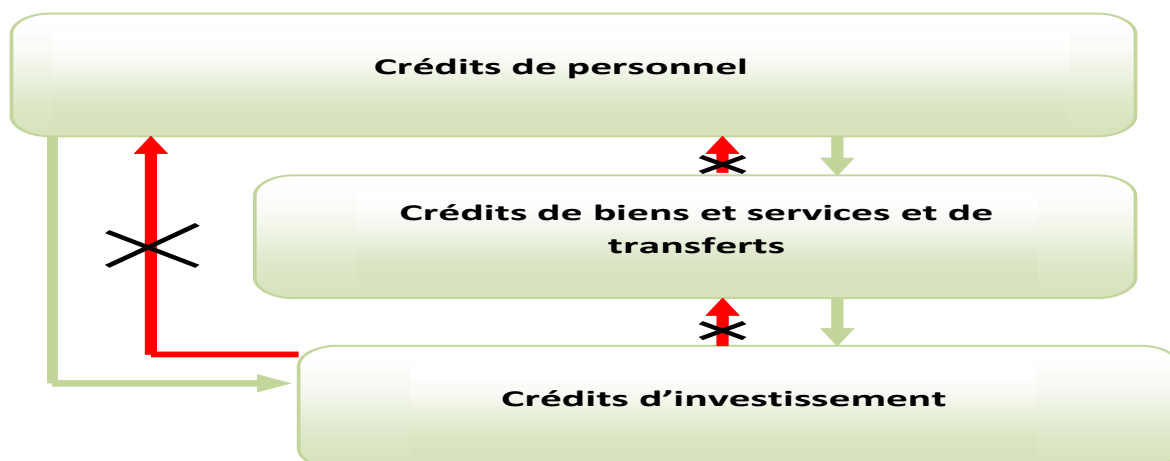 Crédits de personnel
Crédits de biens et services et de
transferts
Crédits d’investissement